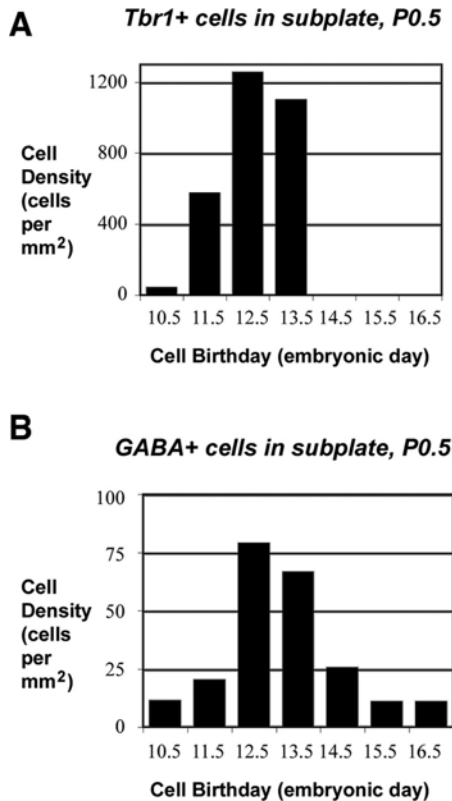 A
Tbr1+ cells in subplate, P0.5
1200
800
400
0
Cell
Density
(cells
per
mm²)
10.5 11.5 12.5 13.5 14.5 15.5 16.5
Cell Birthday (embryonic day)
B
GABA+ cells in subplate, P0.5
100
75
50
25
0
Cell
Density
(cells
per
mm²)
10.5 11.5 12.5 13.5 14.5 15.5 16.5
Cell Birthday (embryonic day)